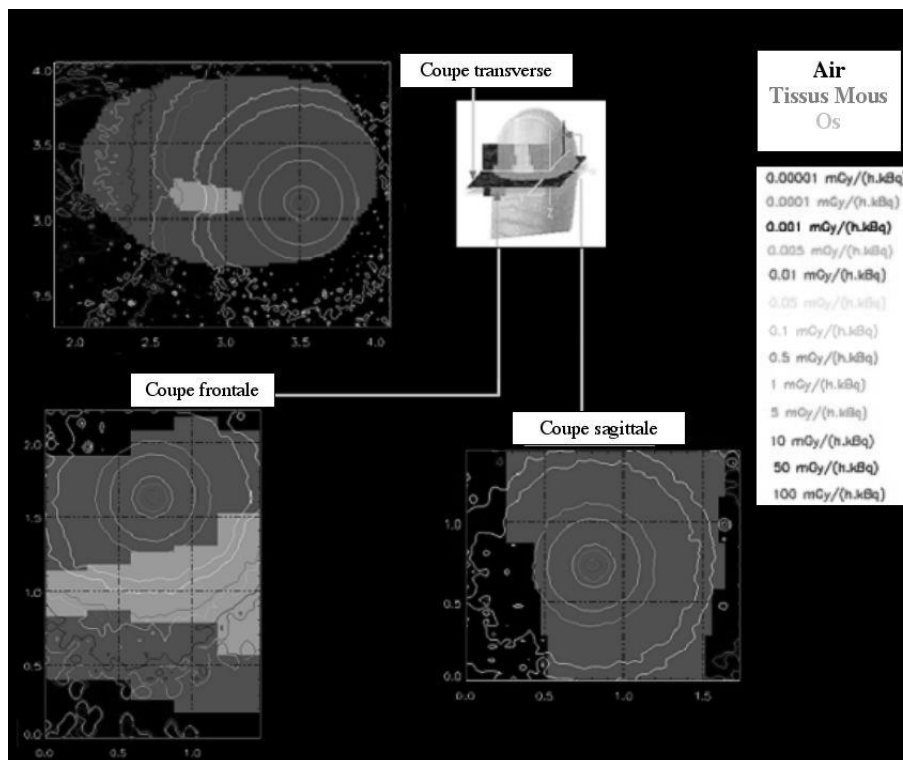 Coupe transverse
Air
Tissus Mous
Os
0.00001 mGy/(h.kBq)
0.0001 mGy/(h.kBq)
0.001 mGy/(h.kBq)
0.005 mGy/(h.kBq)
0.01 mGy/(h.kBq)
0.05 mGy/(h.kBq)
0.1 mGy/(h.kBq)
0.5 mGy/(h.kBq)
1 mGy/(h.kBq)
5 mGy/(h.kBq)
10 mGy/(h.kBq)
50 mGy/(h.kBq)
100 mGy/(h.kBq)
4.0
3.5
3.0
2.5
2.0 2.5 3.0 3.5 4.0
Z
Coupe frontale
2.0
1.5
1.0
0.5
0.0
0.0 0.5 1.0
Coupe sagittale
1.0
0.5
0.0
0.0 0.5 1.0 1.5